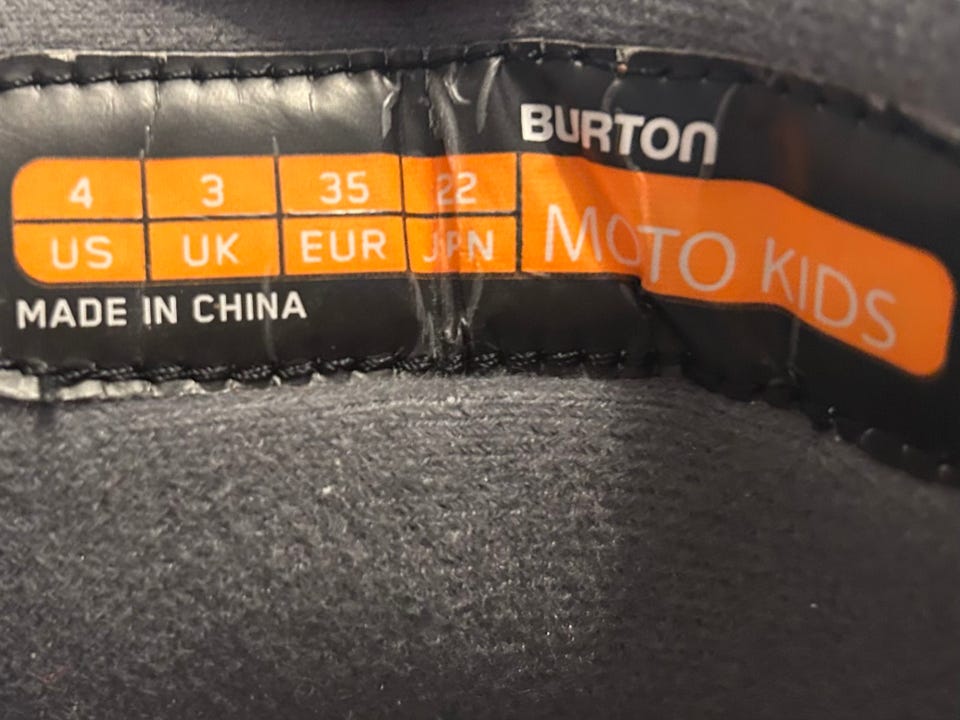 BURTON
4 3 35 22
US UK EUR JPN
MOTO KIDS
MADE IN CHINA